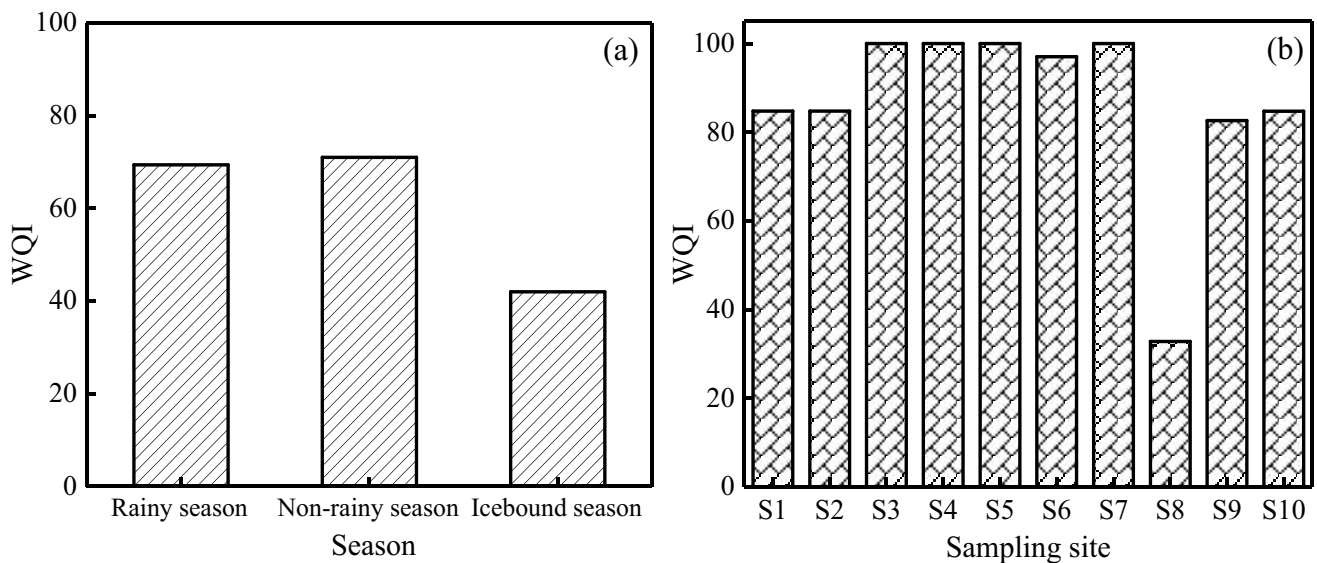 (a)
100
80
60
40
20
0
WQI
Rainy season Non-rainy season Icebound season
Season
(b)
100
80
60
40
20
0
WQI
S1 S2 S3 S4 S5 S6 S7 S8 S9 S10
Sampling site